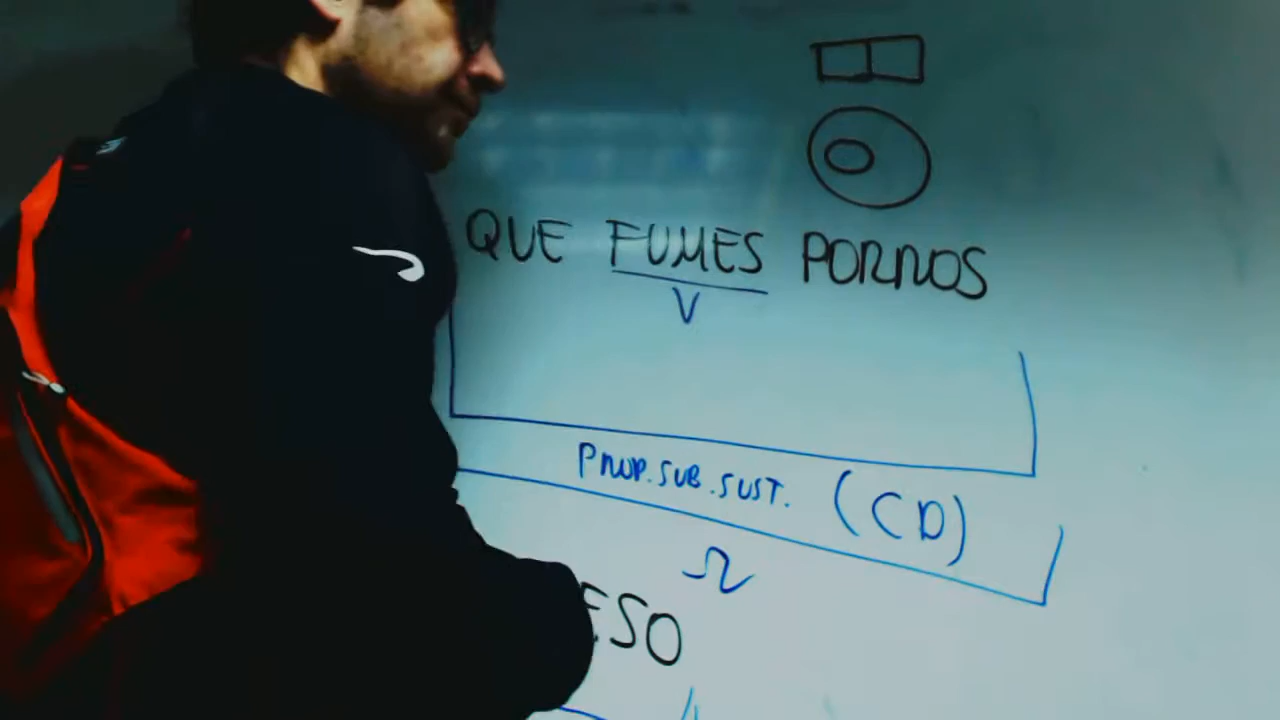 QUE FUMES PORROS
V
PROP. SUB. SUST. (CD)
ESO